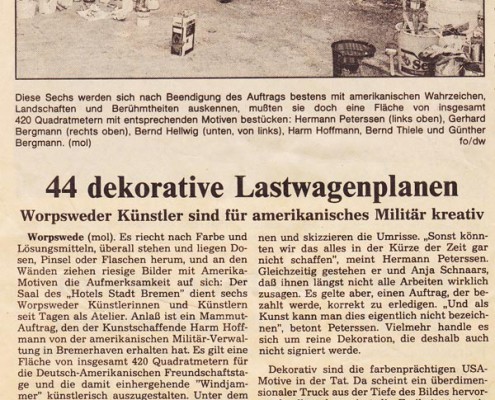 Diese Sechs werden sich nach Beendigung des Auftrags bestens mit amerikanischen Wahrzeichen,
Landschaften und Berühmtheiten auskennen, mußten sie doch eine Fläche von insgesamt
420 Quadratmetern mit entsprechenden Motiven bestücken: Hermann Peterssen (links oben), Gerhard
Bergmann (rechts oben), Bernd Hellwig (unten, von links), Harm Hoffmann, Bernd Thiele und Günther
Bergmann. (mol) fo/dw
44 dekorative Lastwagenplanen
Worpsweder Künstler sind für amerikanisches Militär kreativ
Worpswede (mol). Es riecht nach Farbe und
Lösungsmitteln, überall stehen und liegen Do-
sen, Pinsel oder Flaschen herum, und an den
Wänden ziehen riesige Bilder mit Amerika-
Motiven die Aufmerksamkeit auf sich: Der
Saal des „Hotels Stadt Bremen" dient sechs
Worpsweder Künstlerinnen und Künstlern
seit Tagen als Atelier. Anlaß ist ein Mammut-
Auftrag, den der Kunstschaffende Harm Hoff-
mann von der amerikanischen Militär-Verwal-
tung in Bremerhaven erhalten hat. Es gilt eine
Fläche von insgesamt 420 Quadratmetern für
die Deutsch-Amerikanischen Freundschaftsta-
ge und die damit einhergehende "Windjam-
mer" künstlerisch auszugestalten. Unter dem
nen und skizzieren die Umrisse. „Sonst könn-
ten wir das alles in der Kürze der Zeit gar
nicht schaffen", meint Hermann Peterssen.
Gleichzeitig gestehen er und Anja Schnaars,
daß ihnen längst nicht alle Arbeiten wirklich
zusagen. Es gelte aber, einen Auftrag, der be-
zahlt werde, korrekt zu erledigen. „Und als
Kunst kann man dies eigentlich nicht bezeich-
nen", betont Peterssen. Vielmehr handle es
sich um reine Dekoration, die deshalb auch
nicht signiert werde.
Dekorativ sind die farbenprächtigen USA-
Motive in der Tat. Da scheint ein überdimen-
sionaler Truck aus der Tiefe des Bildes hervor-